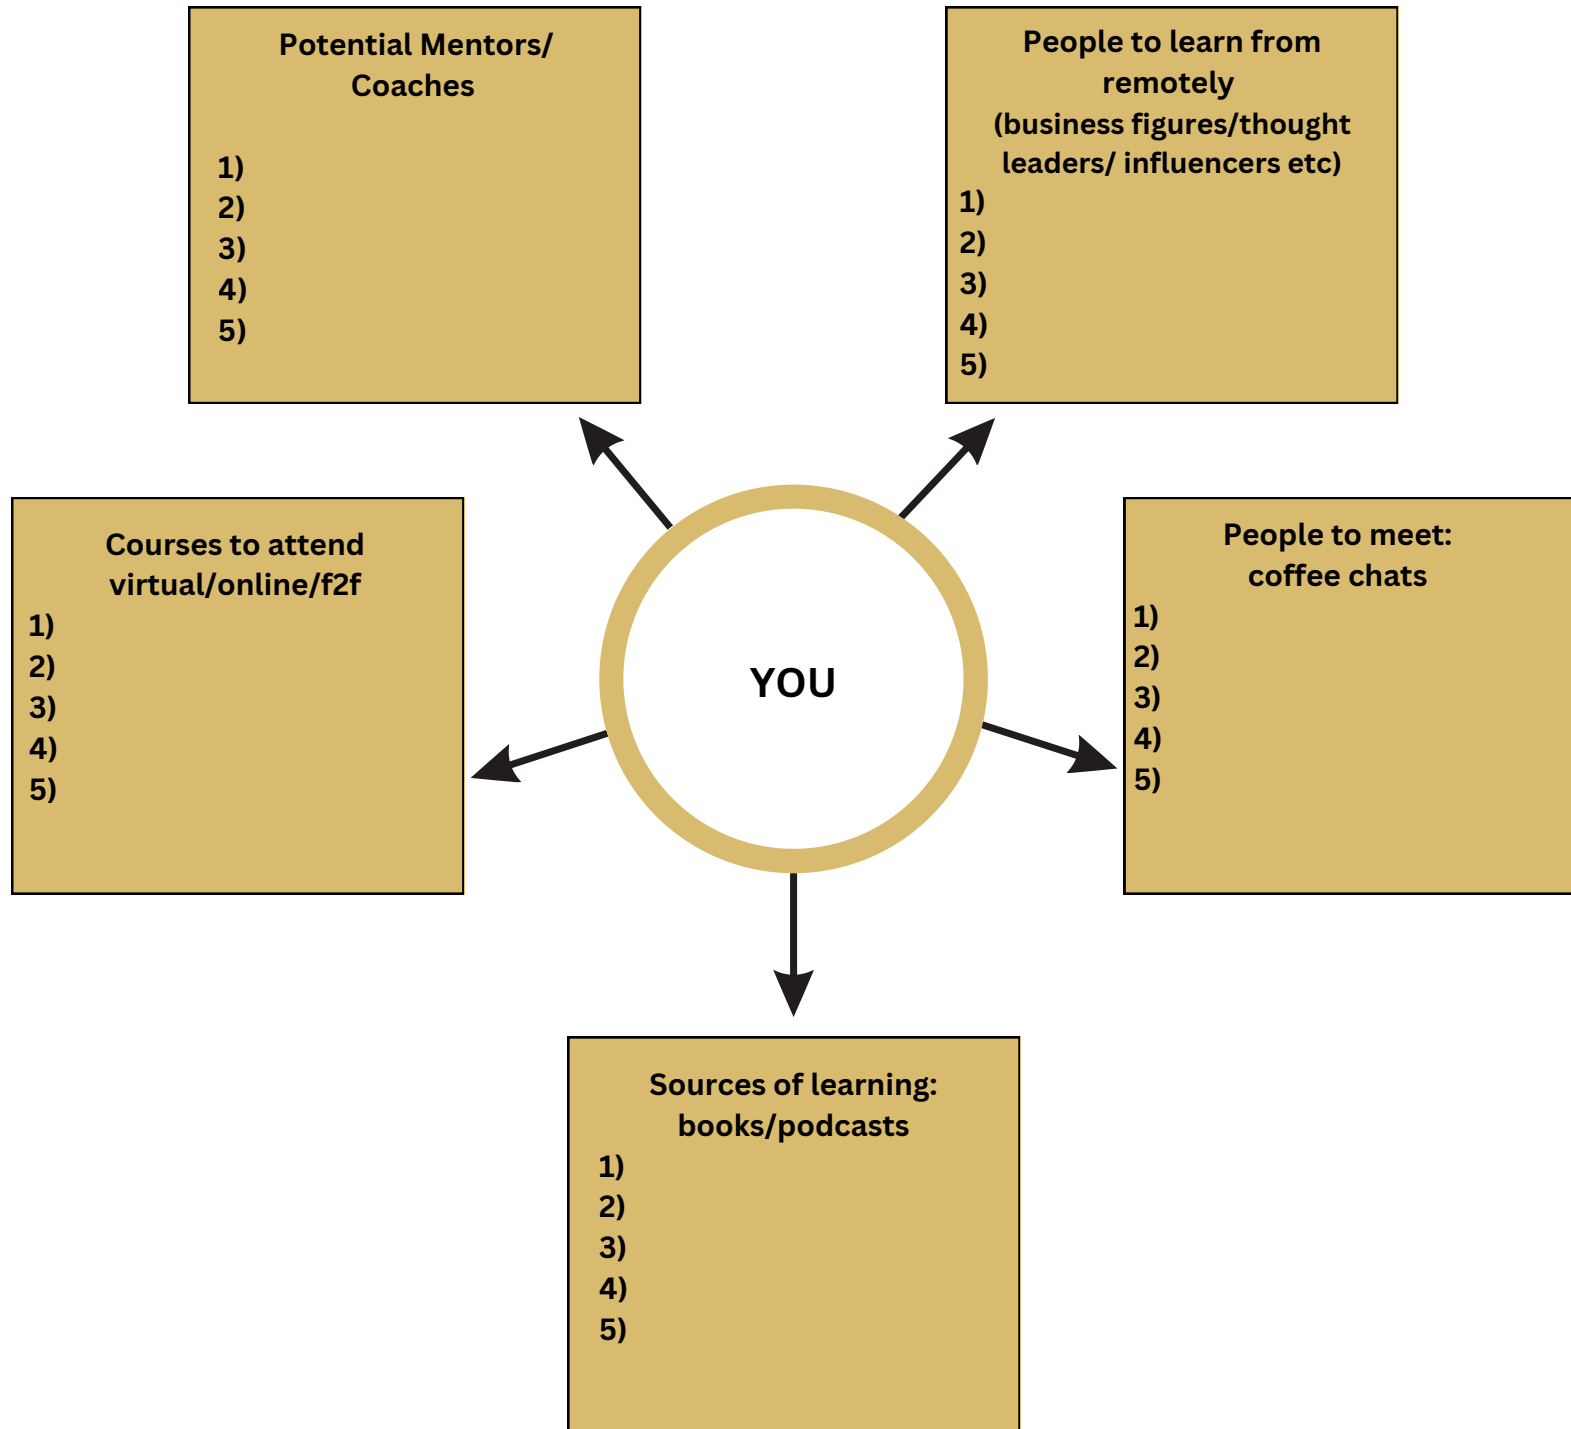 Potential Mentors/
Coaches
1)
2)
3)
4)
5)
People to learn from
remotely
(business figures/thought
leaders/ influencers etc)
1)
2)
3)
4)
5)
Courses to attend
virtual/online/f2f
1)
2)
3)
4)
5)
YOU
People to meet:
coffee chats
1)
2)
3)
4)
5)
Sources of learning:
books/podcasts
1)
2)
3)
4)
5)